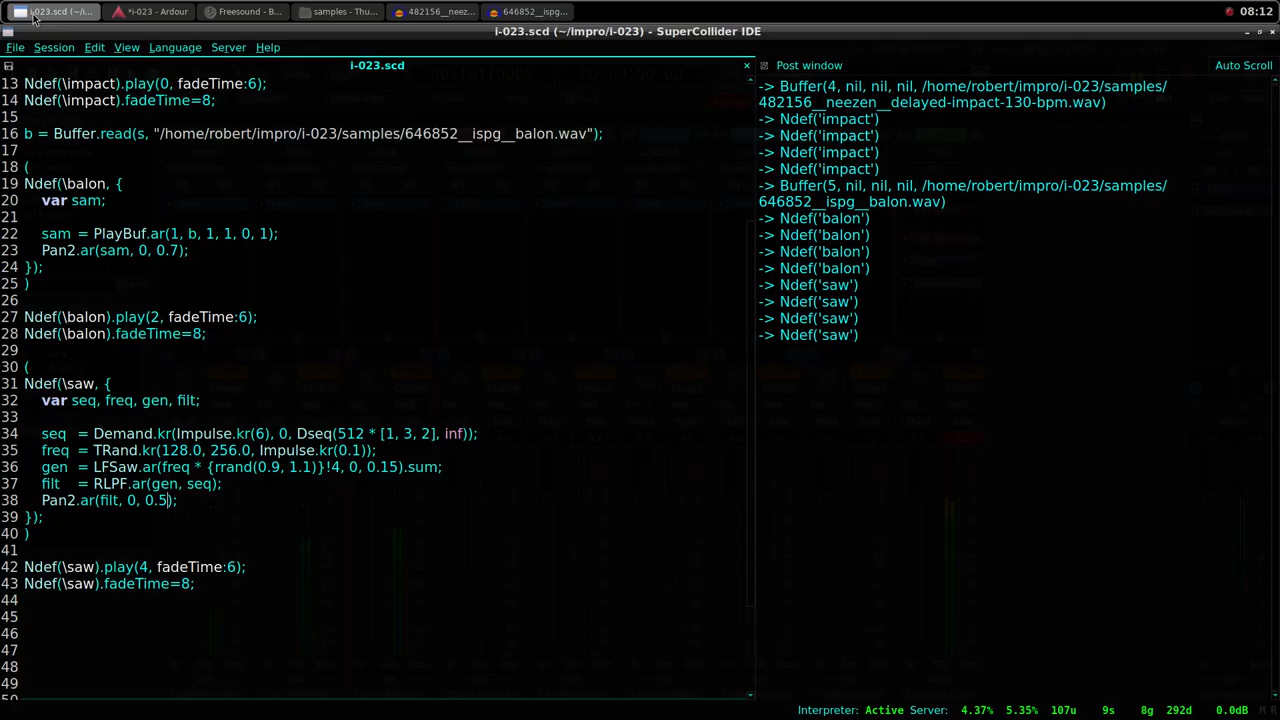 i-023.scd (~/i...
*i-023 - Ardour
Freesound - B...
samples - Thu...
482156__neez...
646852__ispg...
08:12
i-023.scd (~/impro/i-023) - SuperCollider IDE
File Session Edit View Language Server Help
i-023.scd
Post window
Auto Scroll
13 Ndef(\impact).play(0, fadeTime:6);
14 Ndef(\impact).fadeTime=8;
15
16 b = Buffer.read(s, "/home/robert/impro/i-023/samples/646852__ispg__balon.wav");
17
18 (
19 Ndef(\balon, {
20 var sam;
21
22 sam = PlayBuf.ar(1, b, 1, 1, 0, 1);
23 Pan2.ar(sam, 0, 0.7);
24 });
25 )
26
27 Ndef(\balon).play(2, fadeTime:6);
28 Ndef(\balon).fadeTime=8;
29
30 (
31 Ndef(\saw, {
32 var seq, freq, gen, filt;
33
34 seq = Demand.kr(Impulse.kr(6), 0, Dseq(512 * [1, 3, 2], inf));
35 freq = TRand.kr(128.0, 256.0, Impulse.kr(0.1));
36 gen = LFSaw.ar(freq * {rrand(0.9, 1.1)}!4, 0, 0.15).sum;
37 filt = RLPF.ar(gen, seq);
38 Pan2.ar(filt, 0, 0.5);
39 });
40 )
41
42 Ndef(\saw).play(4, fadeTime:6);
43 Ndef(\saw).fadeTime=8;
44
45
46
47
48
49
50
-> Buffer(4, nil, nil, nil, /home/robert/impro/i-023/samples/
482156__neezen__delayed-impact-130-bpm.wav)
-> Ndef('impact')
-> Ndef('impact')
-> Ndef('impact')
-> Ndef('impact')
-> Buffer(5, nil, nil, nil, /home/robert/impro/i-023/samples/
646852__ispg__balon.wav)
-> Ndef('balon')
-> Ndef('balon')
-> Ndef('balon')
-> Ndef('balon')
-> Ndef('saw')
-> Ndef('saw')
-> Ndef('saw')
-> Ndef('saw')
Interpreter: Active Server: 4.37% 5.35% 107u 9s 8g 292d 0.0dB M R